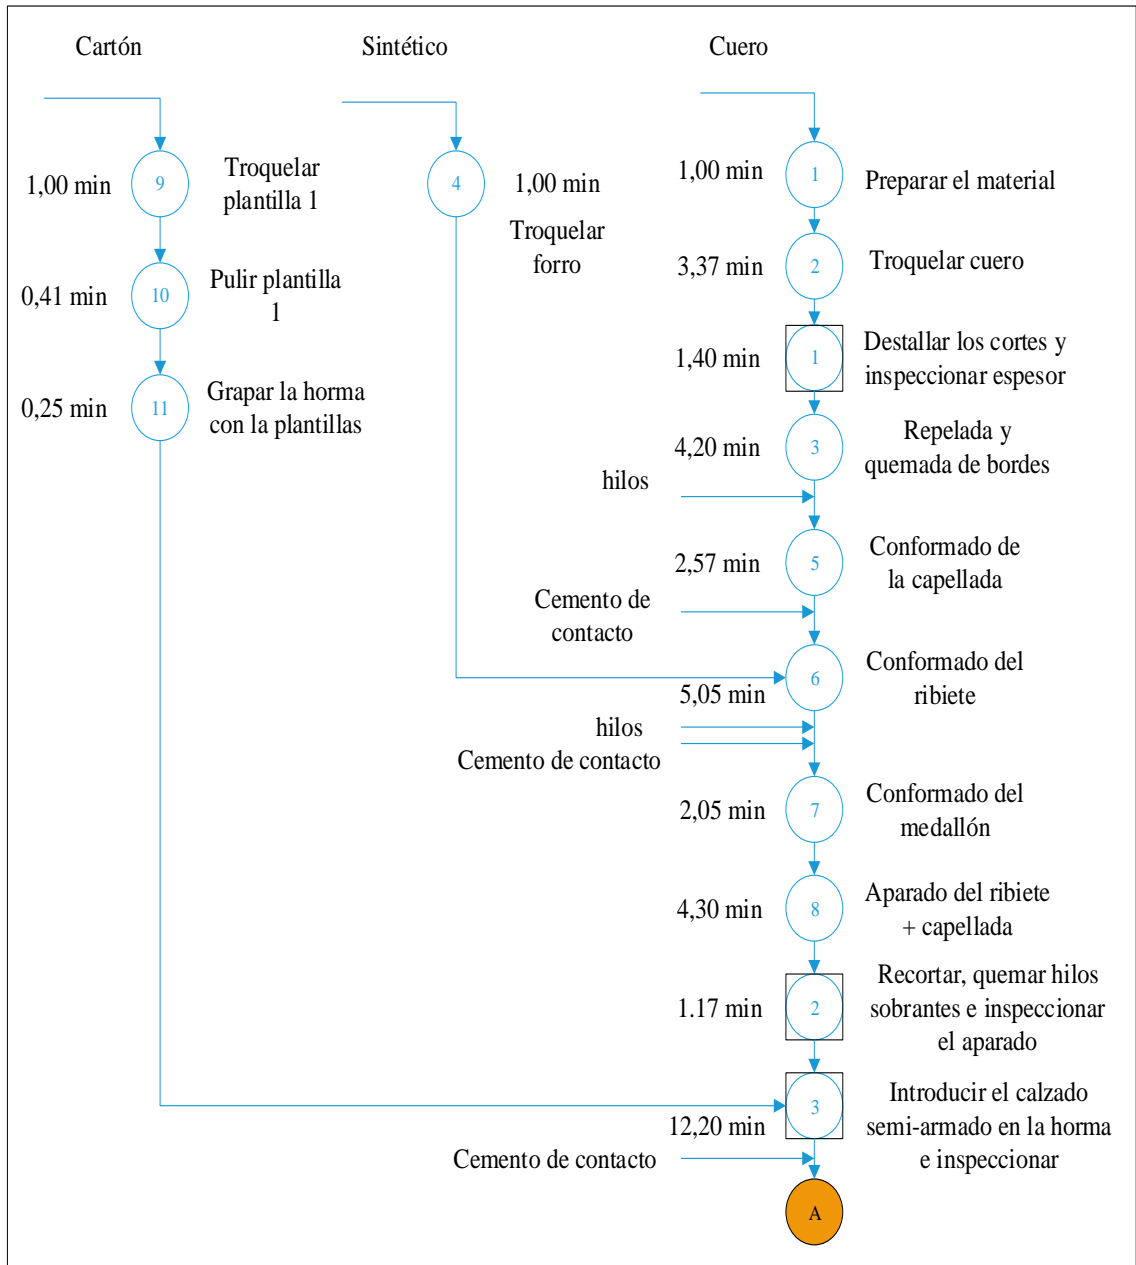 Cartón
Sintético
Cuero
1,00 min
9
Troquelar
plantilla 1
0,41 min
10
Pulir plantilla
1
0,25 min
11
Grapar la horma
con la plantillas
4
1,00 min
Troquelar
forro
1,00 min
1
Preparar el material
3,37 min
2
Troquelar cuero
1,40 min
1
Destallar los cortes y
inspeccionar espesor
4,20 min
3
Repelada y
quemada de bordes
hilos
2,57 min
5
Conformado de
la capellada
Cemento de
contacto
6
5,05 min
Conformado del
ribiete
hilos
Cemento de contacto
2,05 min
7
Conformado del
medallón
4,30 min
8
Aparado del ribiete
+ capellada
1.17 min
2
Recortar, quemar hilos
sobrantes e inspeccionar
el aparado
3
12,20 min
Introducir el calzado
semi-armado en la horma
e inspeccionar
Cemento de contacto
A